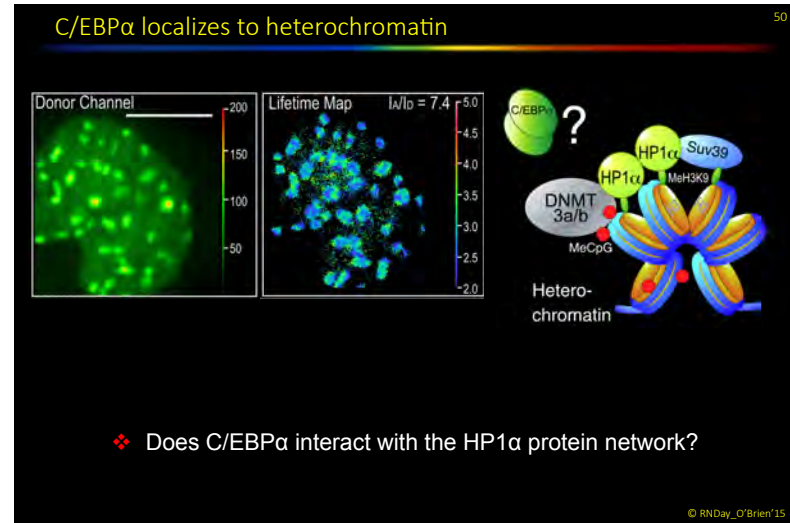 C/EBPα localizes to heterochromatin
50
Donor Channel
200
150
100
50
Lifetime Map
IA/ID = 7.4
5.0
4.5
4.0
3.5
3.0
2.5
2.0
C/EBPα
?
HP1α
Suv39
HP1α
MeH3K9
DNMT
3a/b
MeCpG
Hetero-
chromatin
❖ Does C/EBPα interact with the HP1α protein network?
© RNDay_O'Brien'15